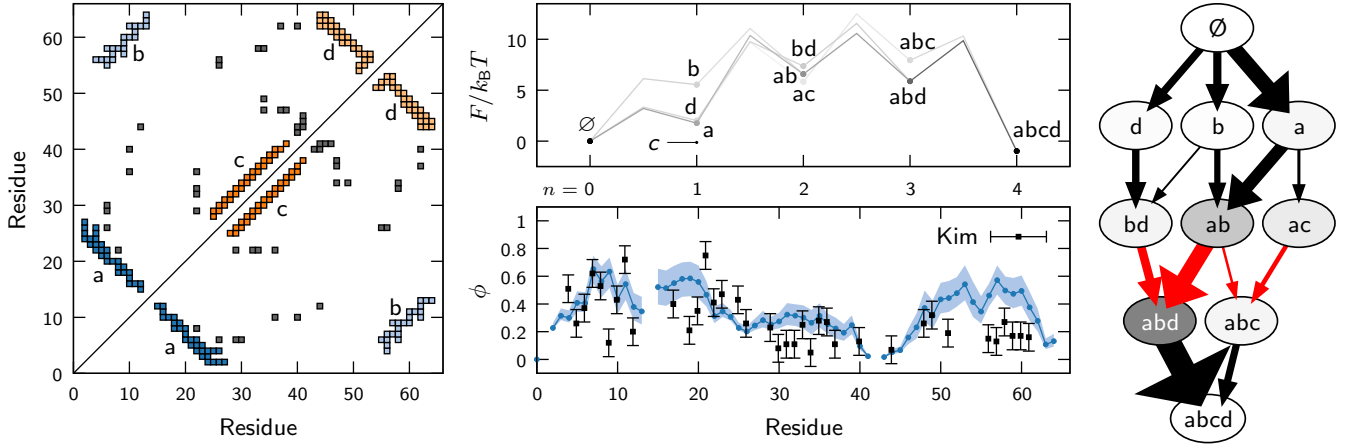 60
50
40
30
20
10
0
Residue
b
d
d
c
c
a
b
a
0 10 20 30 40 50 60
Residue
10
5
0
F/k_B T
∅
b
d
a
c
bd
ab
ac
abc
abd
abcd
n = 0 1 2 3 4
1
0.8
0.6
0.4
0.2
0
ϕ
Kim
0 10 20 30 40 50 60
Residue
∅
d b a
bd ab ac
abd abc
abcd